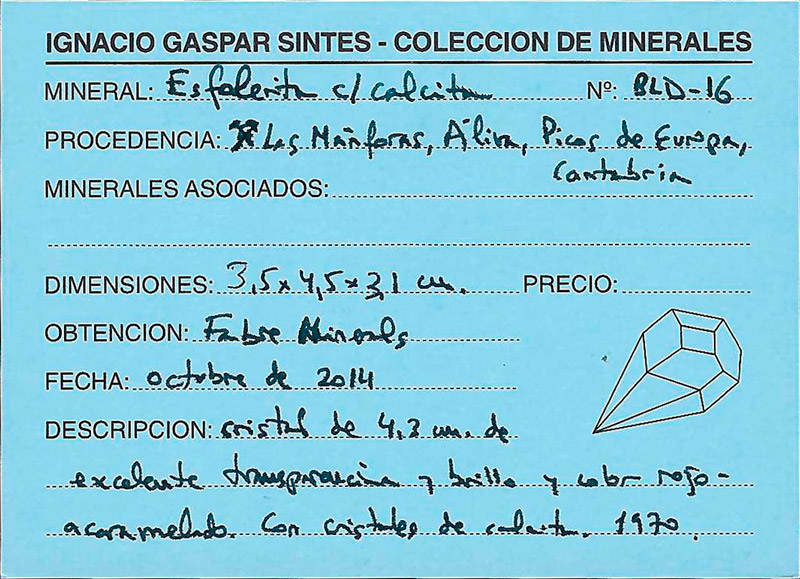 IGNACIO GASPAR SINTES - COLECCION DE MINERALES
MINERAL: Esfalerita c/ calcita Nº: BLD-16
PROCEDENCIA: Las Mánforas, Áliva, Picos de Europa,
Cantabria
MINERALES ASOCIADOS:
DIMENSIONES: 3,5 x 4,5 x 3,1 cm. PRECIO:
OBTENCION: Fabre Minerals
FECHA: octubre de 2014
DESCRIPCION: cristal de 4,3 cm. de
excelente transparencia y brillo y color rojo-
acaramelado. Con cristales de calcita. 1970.